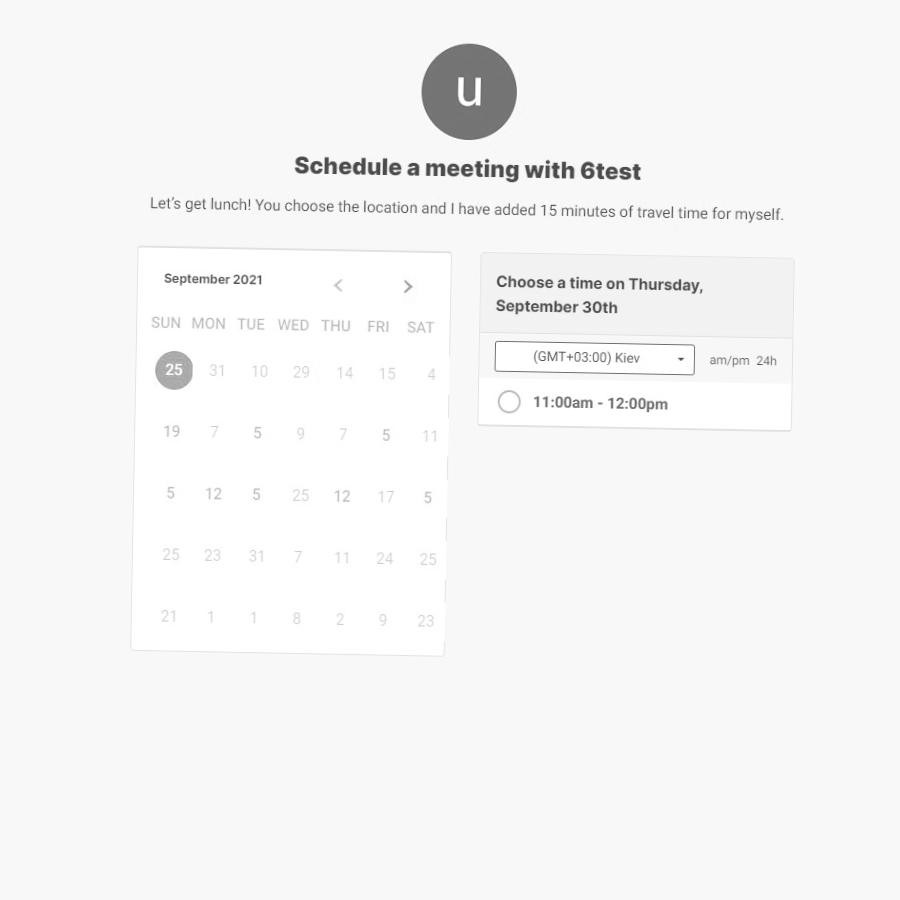 u
Schedule a meeting with 6test
Let's get lunch! You choose the location and I have added 15 minutes of travel time for myself.
September 2021
SUN MON TUE WED THU FRI SAT
25 31 10 29 14 15 4
19 7 5 9 7 5 11
5 12 5 25 12 17 5
25 23 31 7 11 24 25
21 1 1 8 2 9 23
Choose a time on Thursday,
September 30th
(GMT+03:00) Kiev am/pm 24h
11:00am - 12:00pm